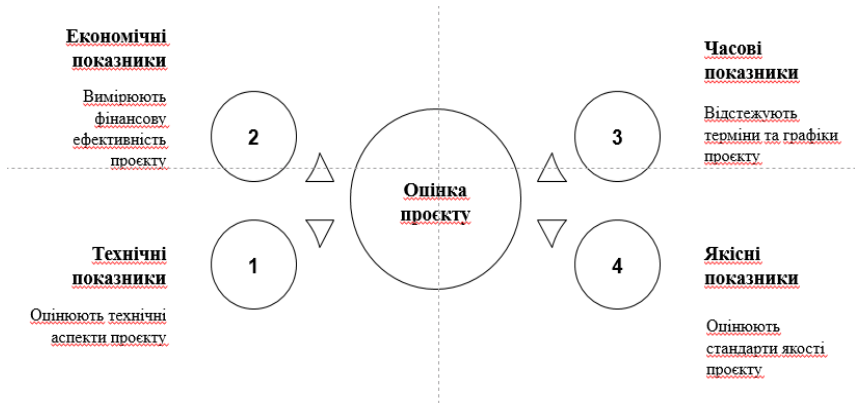 Економічні
показники
Вимірюють
фінансову
ефективність
проєкту
2
Технічні
показники
Оцінюють технічні
аспекти проєкту
1
Оцінка
проєкту
3
Часові
показники
Відстежують
терміни та графіки
проєкту
4
Якісні
показники
Оцінюють
стандарти якості
проєкту